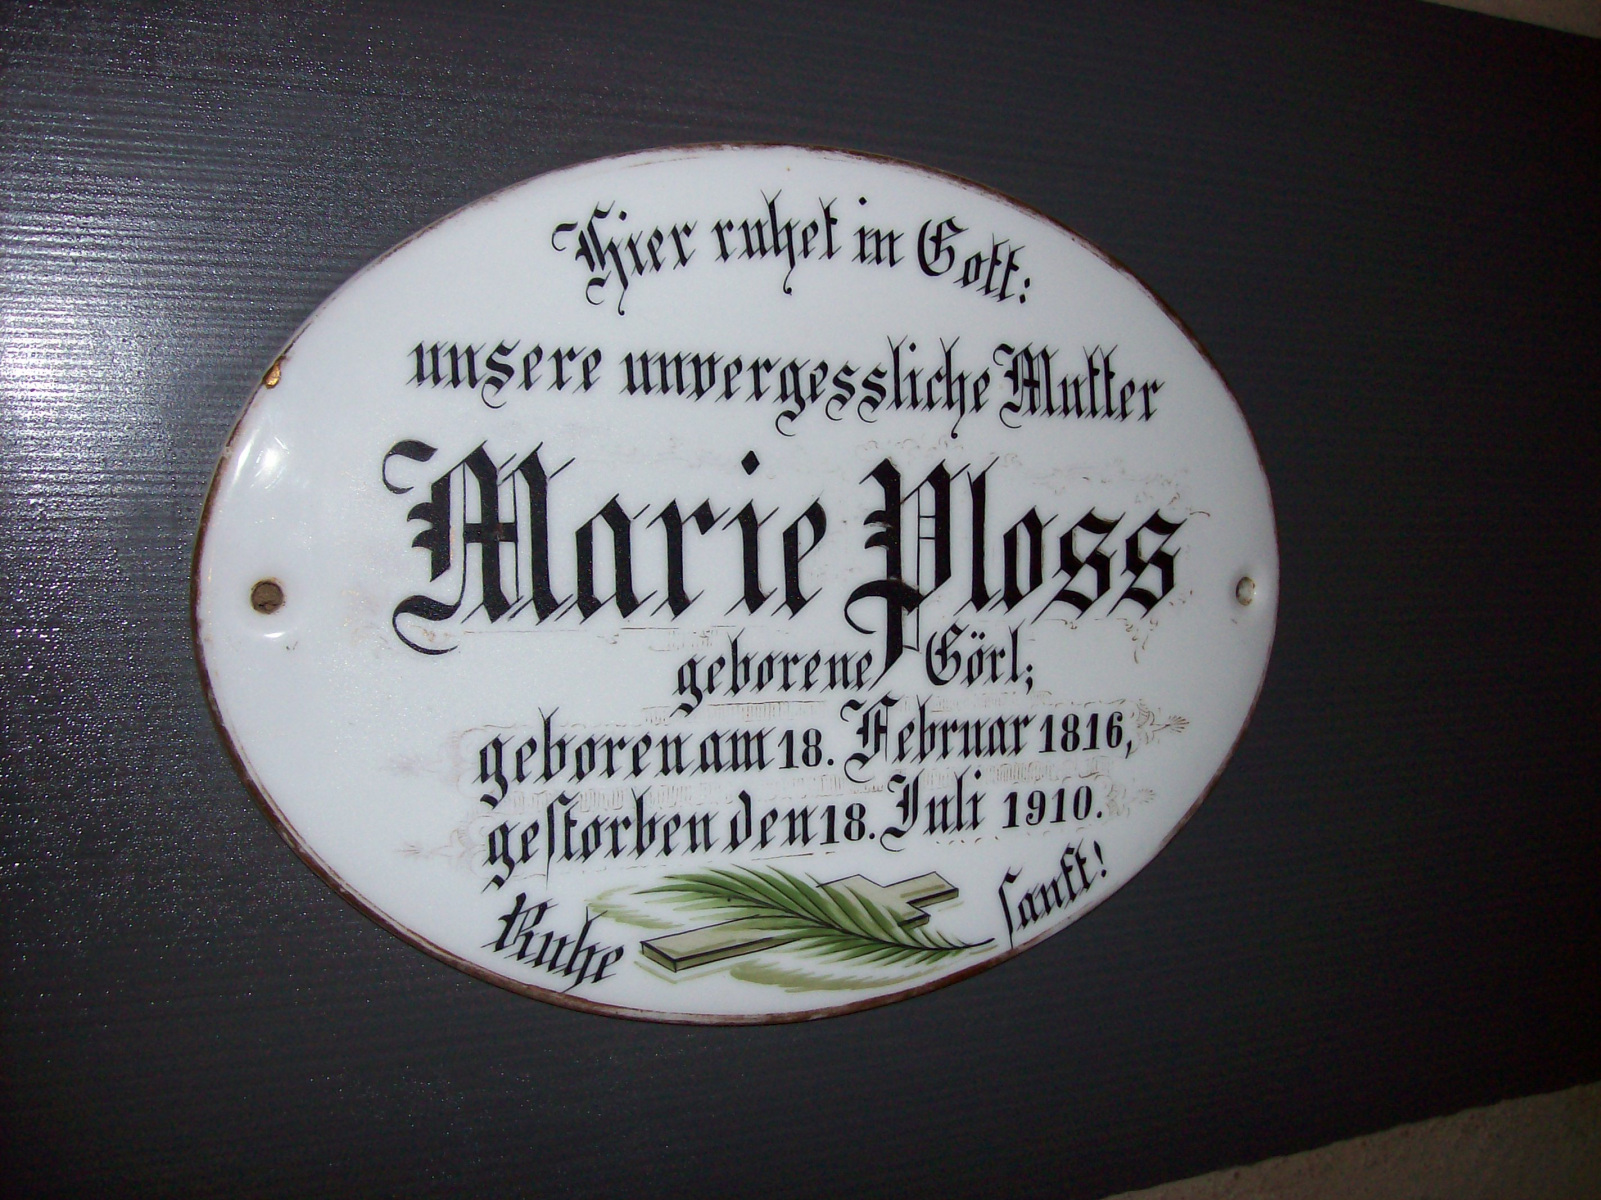 Hier ruhet in Gott:
unsere unvergessliche Mutter
Marie Ploss
geborene Görl;
geboren am 18. Februar 1816,
gestorben den 18. Juli 1910.
Ruhe sanft!